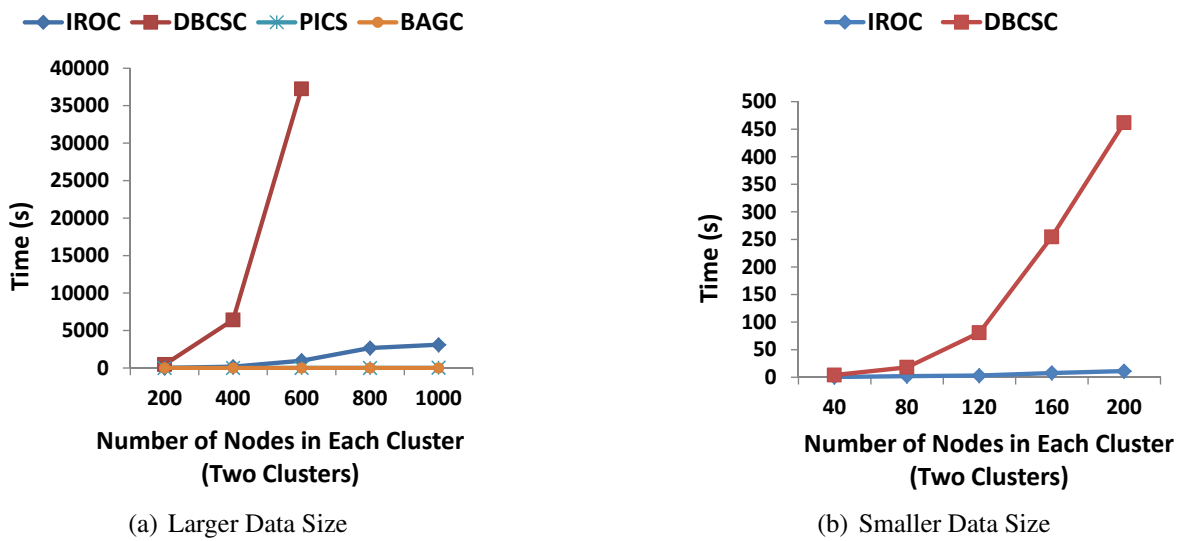 IROC DBCSC PICS BAGC
40000
35000
30000
25000
20000
15000
10000
5000
0
Time (s)
200 400 600 800 1000
Number of Nodes in Each Cluster
(Two Clusters)
(a) Larger Data Size
IROC DBCSC
500
450
400
350
300
250
200
150
100
50
0
Time (s)
40 80 120 160 200
Number of Nodes in Each Cluster
(Two Clusters)
(b) Smaller Data Size